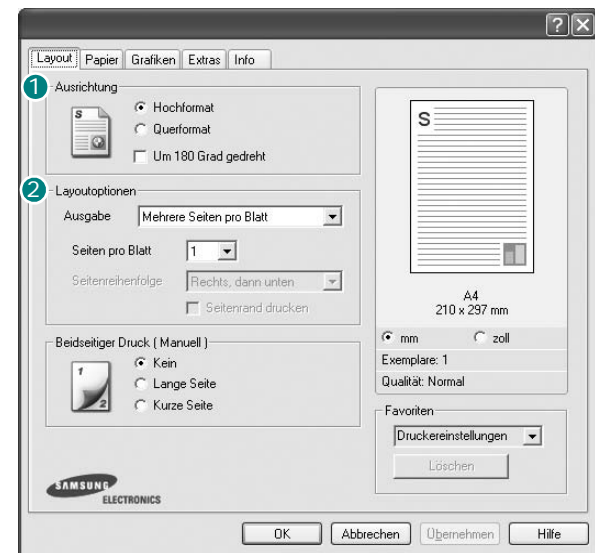 Layout Papier Grafiken Extras Info
1 Ausrichtung
S
Hochformat
Querformat
Um 180 Grad gedreht
2 Layoutoptionen
Ausgabe Mehrere Seiten pro Blatt
Seiten pro Blatt 1
Seitenreihenfolge Rechts, dann unten
Seitenrand drucken
Beidseitiger Druck ( Manuell )
1
2
Kein
Lange Seite
Kurze Seite
SAMSUNG
ELECTRONICS
S
A4
210 x 297 mm
mm zoll
Exemplare: 1
Qualität: Normal
Favoriten
Druckereinstellungen
Löschen
OK Abbrechen Übernehmen Hilfe